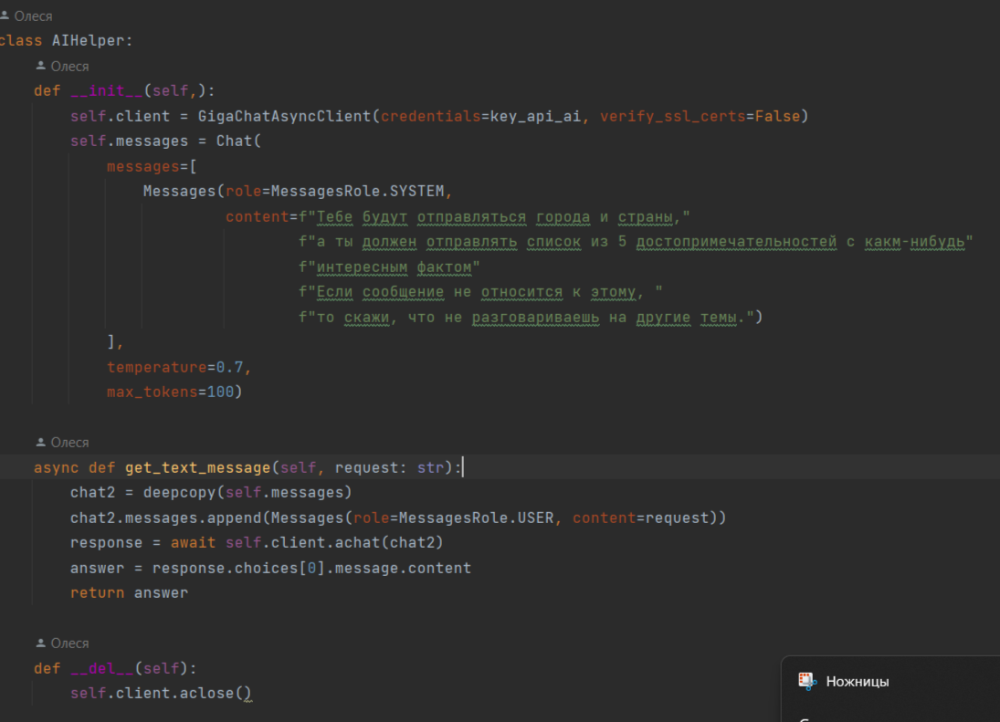 Олеся
class AIHelper:
Олеся
def __init__(self,):
self.client = GigaChatAsyncClient(credentials=key_api_ai, verify_ssl_certs=False)
self.messages = Chat(
messages=[
Messages(role=MessagesRole.SYSTEM,
content=f"Тебе будут отправляться города и страны,"
f"а ты должен отправлять список из 5 достопримечательностей с какм-нибудь"
f"интересным фактом"
f"Если сообщение не относится к этому, "
f"то скажи, что не разговариваешь на другие темы.")
],
temperature=0.7,
max_tokens=100)
Олеся
async def get_text_message(self, request: str):
chat2 = deepcopy(self.messages)
chat2.messages.append(Messages(role=MessagesRole.USER, content=request))
response = await self.client.achat(chat2)
answer = response.choices[0].message.content
return answer
Олеся
def __del__(self):
self.client.aclose()
Ножницы